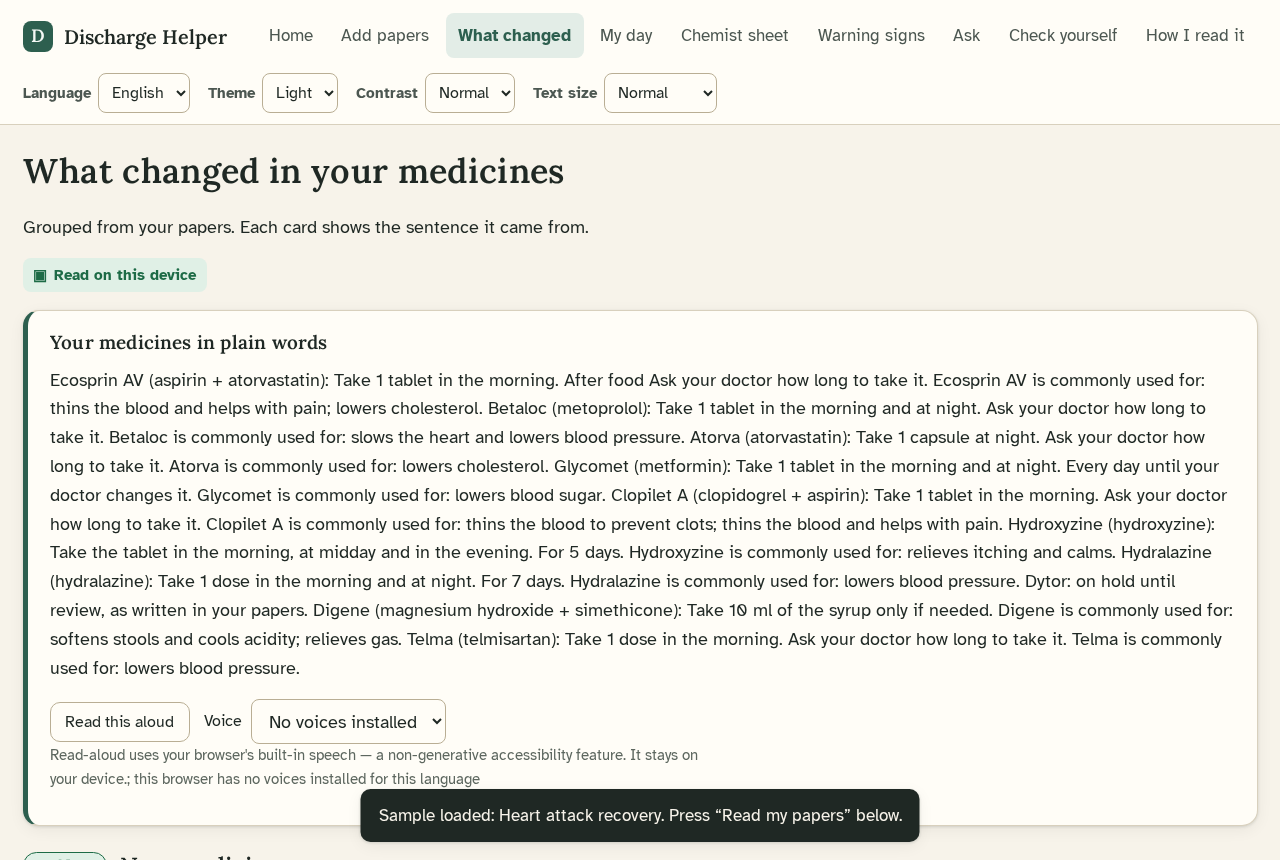 D Discharge Helper Home Add papers What changed My day Chemist sheet Warning signs Ask Check yourself How I read it
Language English Theme Light Contrast Normal Text size Normal
What changed in your medicines
Grouped from your papers. Each card shows the sentence it came from.
Read on this device
Your medicines in plain words
Ecosprin AV (aspirin + atorvastatin): Take 1 tablet in the morning. After food Ask your doctor how long to take it. Ecosprin AV is commonly used for:
thins the blood and helps with pain; lowers cholesterol. Betaloc (metoprolol): Take 1 tablet in the morning and at night. Ask your doctor how long to
take it. Betaloc is commonly used for: slows the heart and lowers blood pressure. Atorva (atorvastatin): Take 1 capsule at night. Ask your doctor how
long to take it. Atorva is commonly used for: lowers cholesterol. Glycomet (metformin): Take 1 tablet in the morning and at night. Every day until your
doctor changes it. Glycomet is commonly used for: lowers blood sugar. Clopilet A (clopidogrel + aspirin): Take 1 tablet in the morning. Ask your doctor
how long to take it. Clopilet A is commonly used for: thins the blood to prevent clots; thins the blood and helps with pain. Hydroxyzine (hydroxyzine):
Take the tablet in the morning, at midday and in the evening. For 5 days. Hydroxyzine is commonly used for: relieves itching and calms. Hydralazine
(hydralazine): Take 1 dose in the morning and at night. For 7 days. Hydralazine is commonly used for: lowers blood pressure. Dytor: on hold until
review, as written in your papers. Digene (magnesium hydroxide + simethicone): Take 10 ml of the syrup only if needed. Digene is commonly used for:
softens stools and cools acidity; relieves gas. Telma (telmisartan): Take 1 dose in the morning. Ask your doctor how long to take it. Telma is commonly
used for: lowers blood pressure.
Read this aloud Voice No voices installed
Read-aloud uses your browser's built-in speech — a non-generative accessibility feature. It stays on
your device.; this browser has no voices installed for this language
Sample loaded: Heart attack recovery. Press “Read my papers” below.